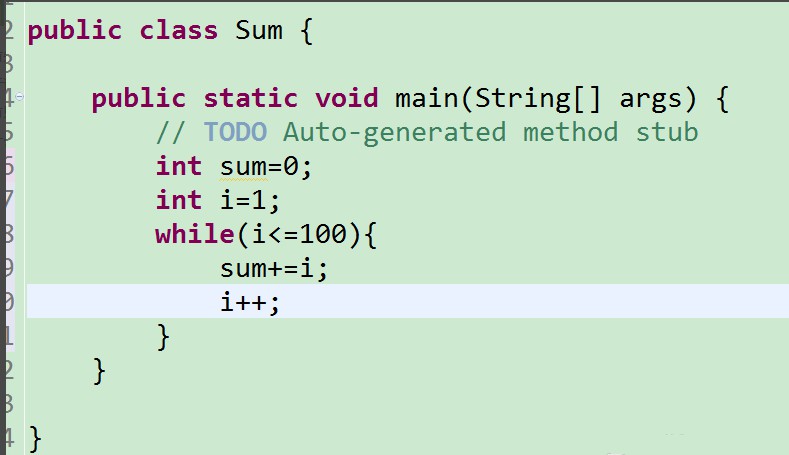 2 public class Sum {
3
4     public static void main(String[] args) {
5         // TODO Auto-generated method stub
6         int sum=0;
7         int i=1;
8         while(i<=100){
9             sum+=i;
0             i++;
1         }
2     }
3
4 }